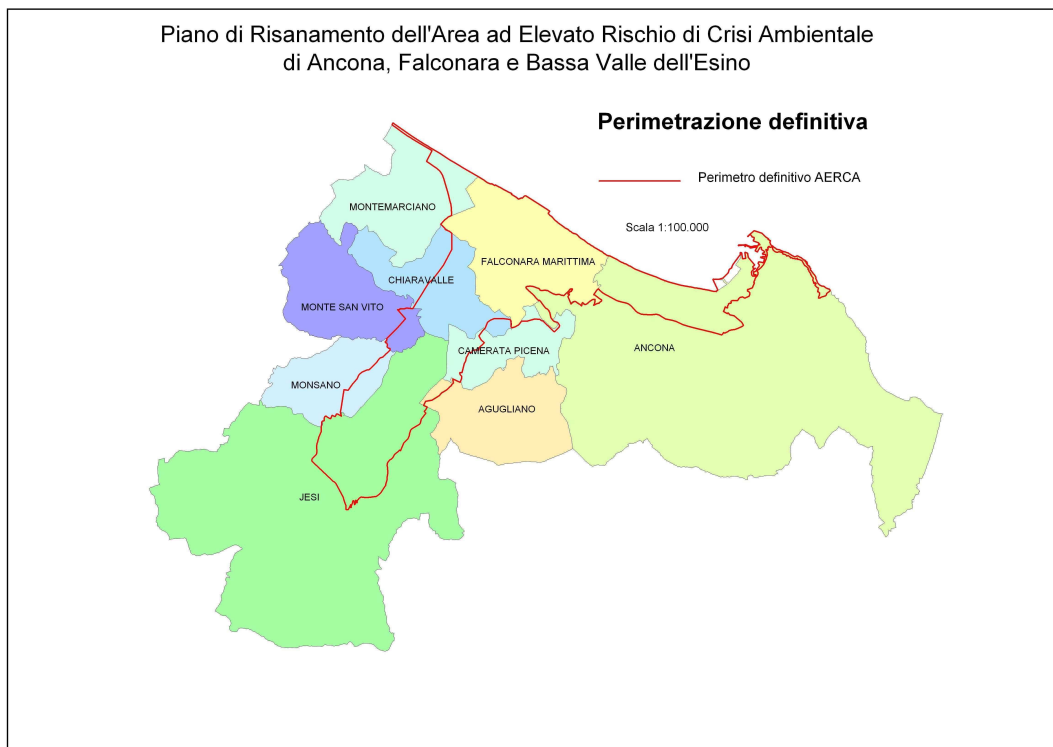 Piano di Risanamento dell'Area ad Elevato Rischio di Crisi Ambientale
di Ancona, Falconara e Bassa Valle dell'Esino
Perimetrazione definitiva
Perimetro definitivo AERCA
Scala 1:100.000
MONTEMARCIANO
FALCONARA MARITTIMA
CHIARAVALLE
MONTE SAN VITO
ANCONA
CAMERATA PICENA
MONSANO
AGUGLIANO
JESI